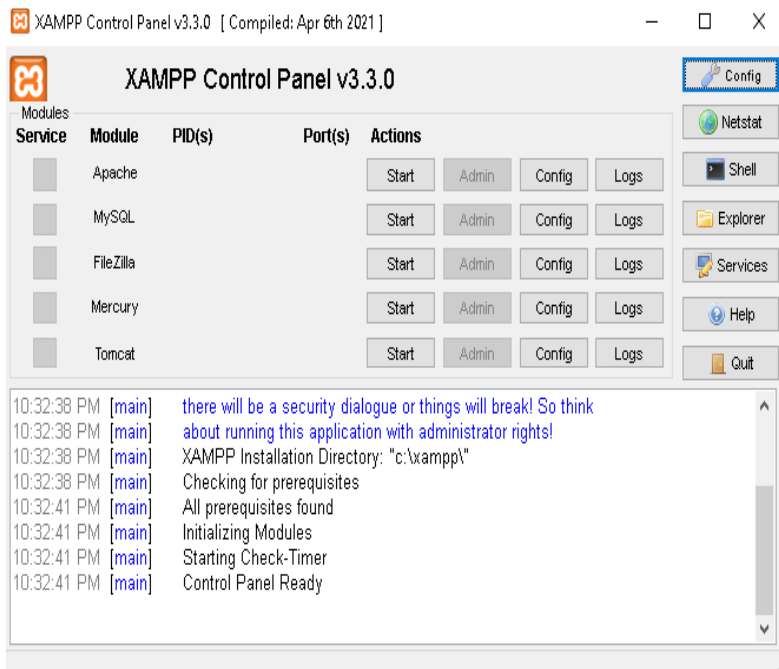 XAMPP Control Panel v3.3.0 [ Compiled: Apr 6th 2021 ]
XAMPP Control Panel v3.3.0
Config
Modules
Netstat
Service Module PID(s) Port(s) Actions
Apache Start Admin Config Logs
Shell
MySQL Start Admin Config Logs
Explorer
FileZilla Start Admin Config Logs
Services
Mercury Start Admin Config Logs
Help
Tomcat Start Admin Config Logs
Quit
10:32:38 PM [main] there will be a security dialogue or things will break! So think
10:32:38 PM [main] about running this application with administrator rights!
10:32:38 PM [main] XAMPP Installation Directory: "c:\xampp\"
10:32:38 PM [main] Checking for prerequisites
10:32:41 PM [main] All prerequisites found
10:32:41 PM [main] Initializing Modules
10:32:41 PM [main] Starting Check-Timer
10:32:41 PM [main] Control Panel Ready